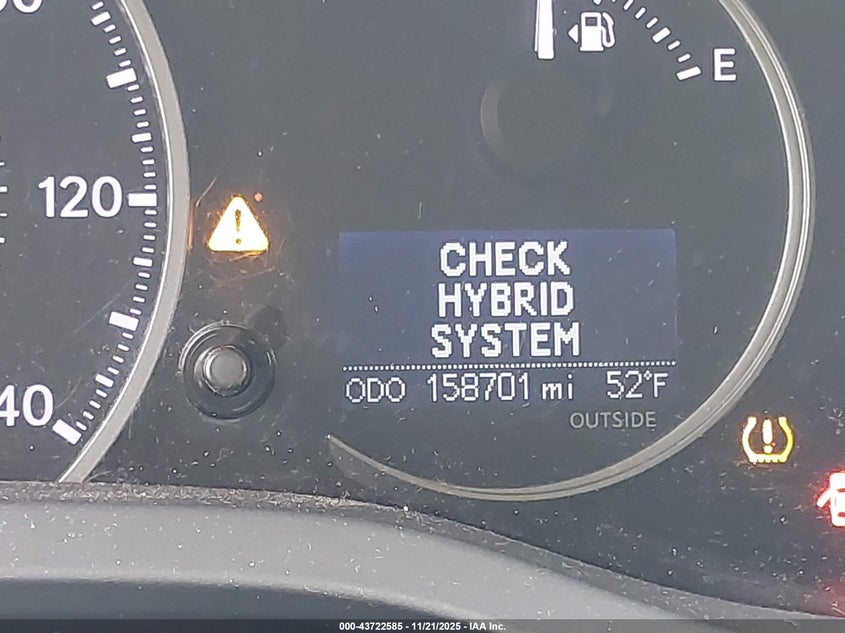 E
120
CHECK
HYBRID
SYSTEM
ODO 158701 mi 52°F
40
OUTSIDE
000-43722585 - 11/21/2025 - IAA Inc.